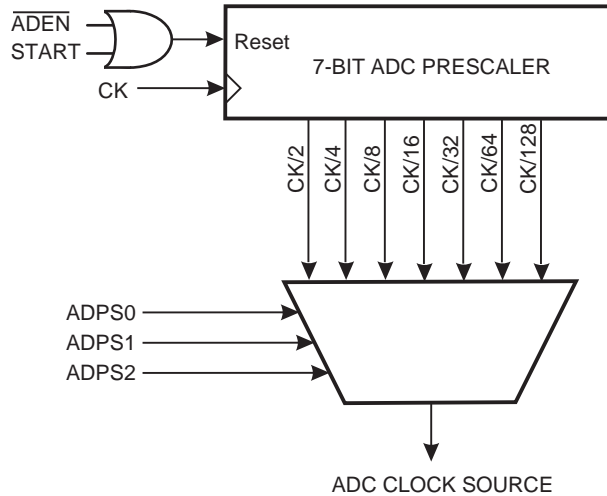 ADEN
START
Reset
7-BIT ADC PRESCALER
CK
CK/2
CK/4
CK/8
CK/16
CK/32
CK/64
CK/128
ADPS0
ADPS1
ADPS2
ADC CLOCK SOURCE